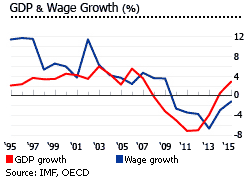 GDP & Wage Growth (%)
12
8
4
0
-4
-8
'95 '97 '99 '01 '03 '05 '07 '09 '11 '13 '15
GDP growth Wage growth
Source: IMF, OECD